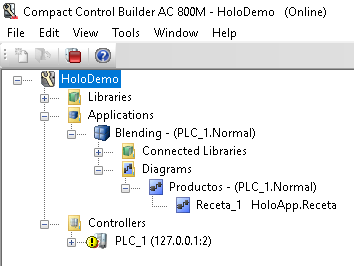 Compact Control Builder AC 800M - HoloDemo (Online)
File Edit View Tools Window Help
HoloDemo
Libraries
Applications
Blending - (PLC_1.Normal)
Connected Libraries
Diagrams
Productos - (PLC_1.Normal)
Receta_1 HoloApp.Receta
Controllers
PLC_1 (127.0.0.1:2)